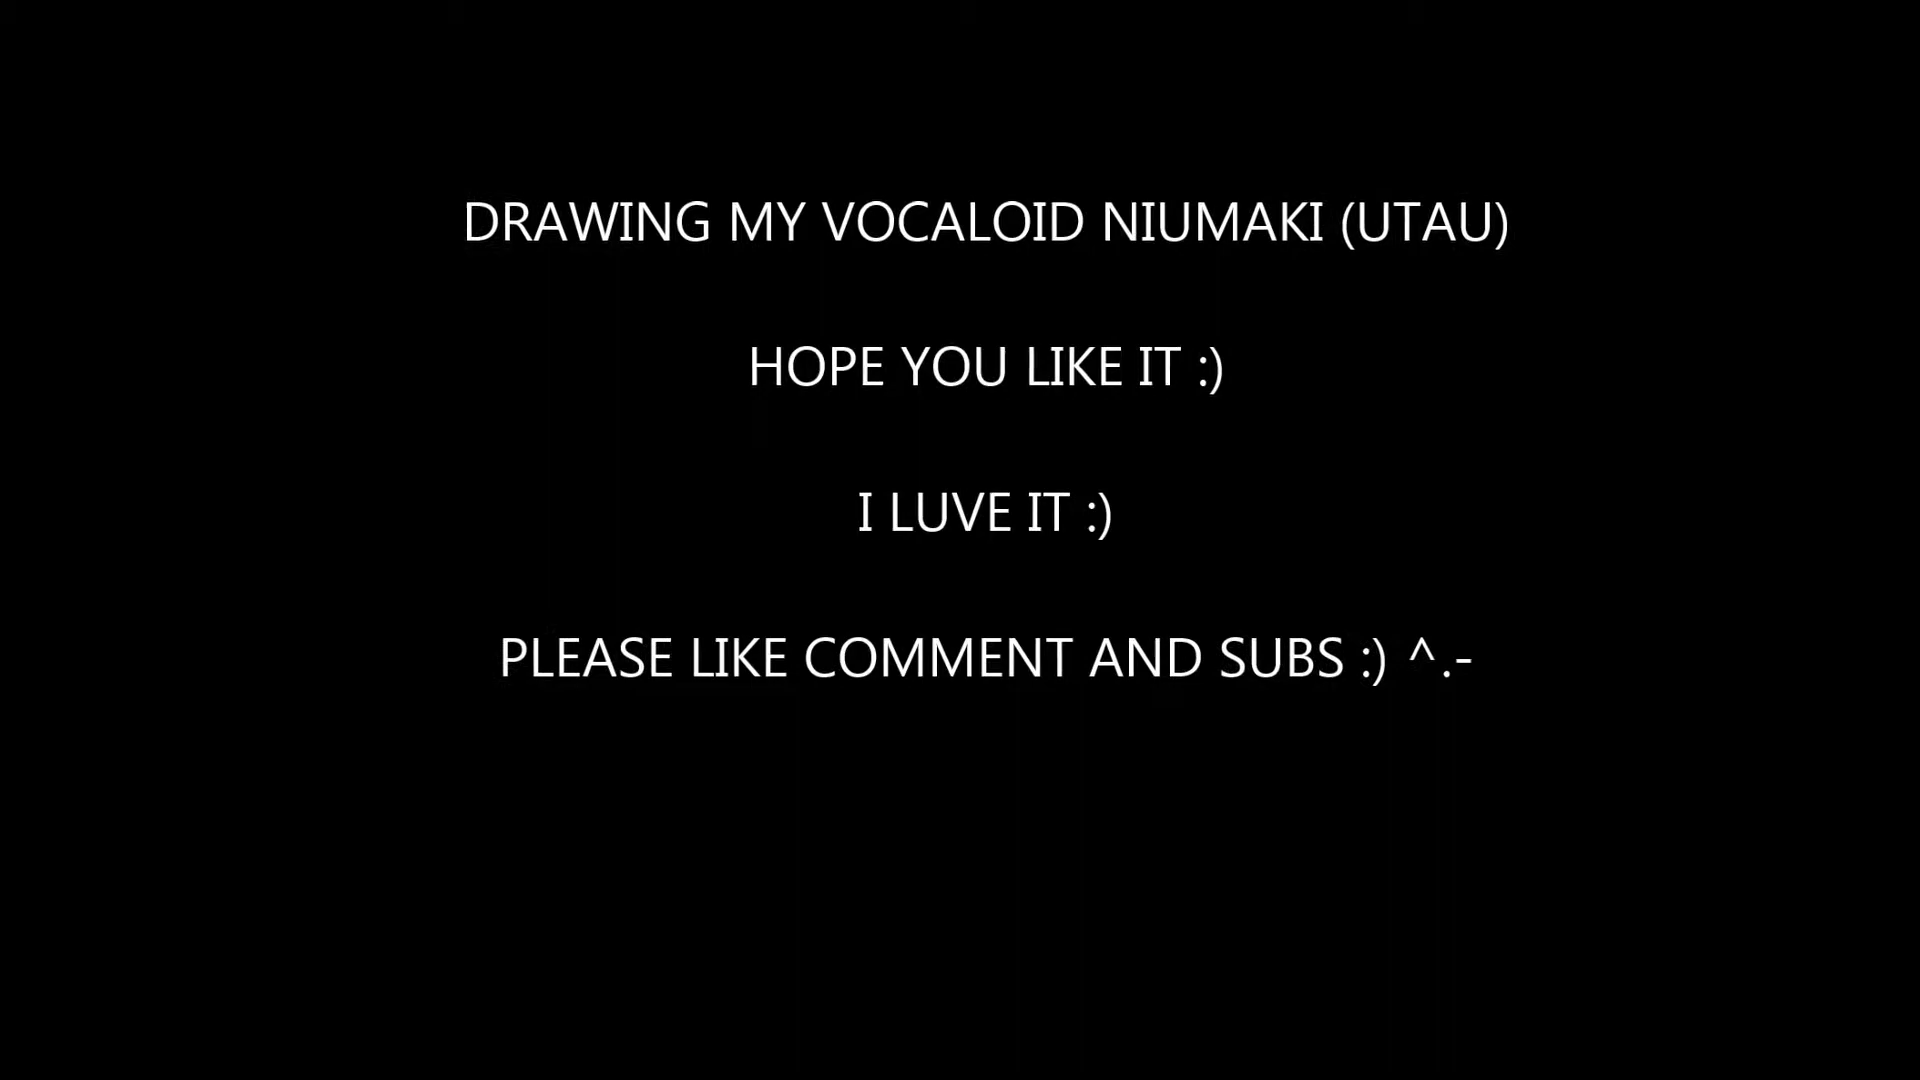 DRAWING MY VOCALOID NIUMAKI (UTAU)
HOPE YOU LIKE IT :)
I LUVE IT :)
PLEASE LIKE COMMENT AND SUBS :) ^.-